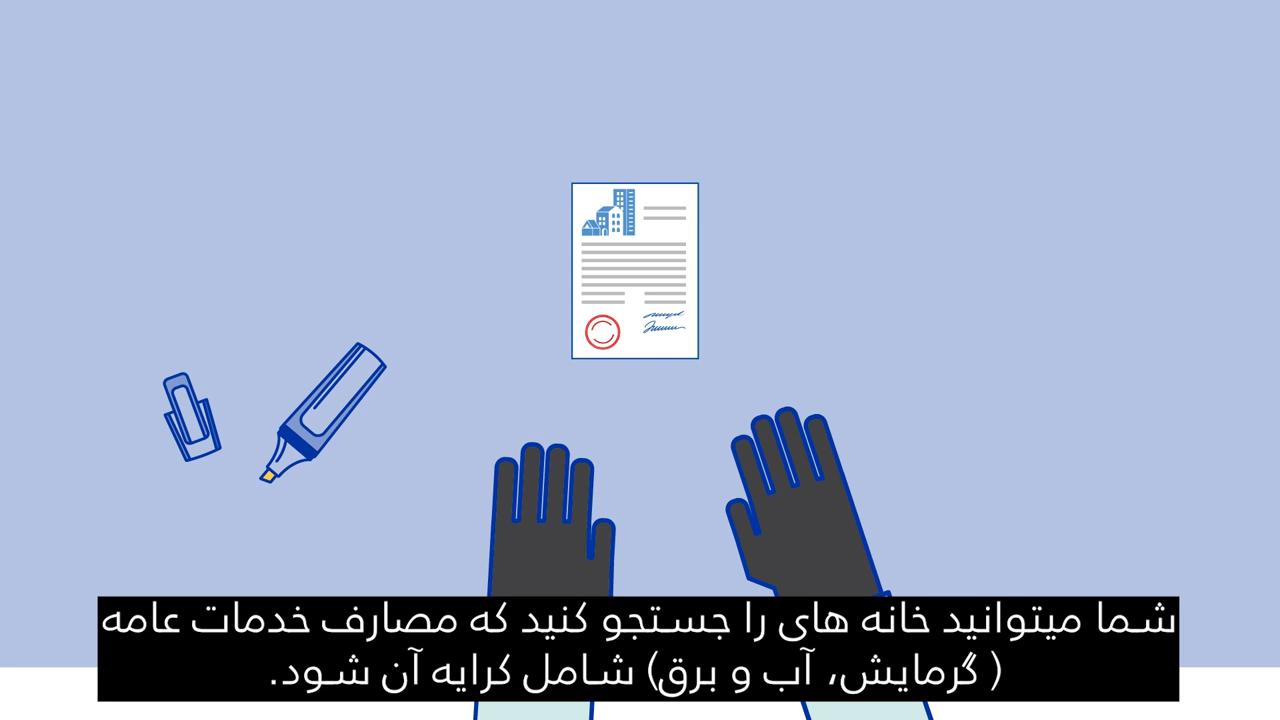 شما میتوانید خانه های را جستجو کنید که مصارف خدمات عامه
( گرمایش، آب و برق) شامل کرایه آن شود.